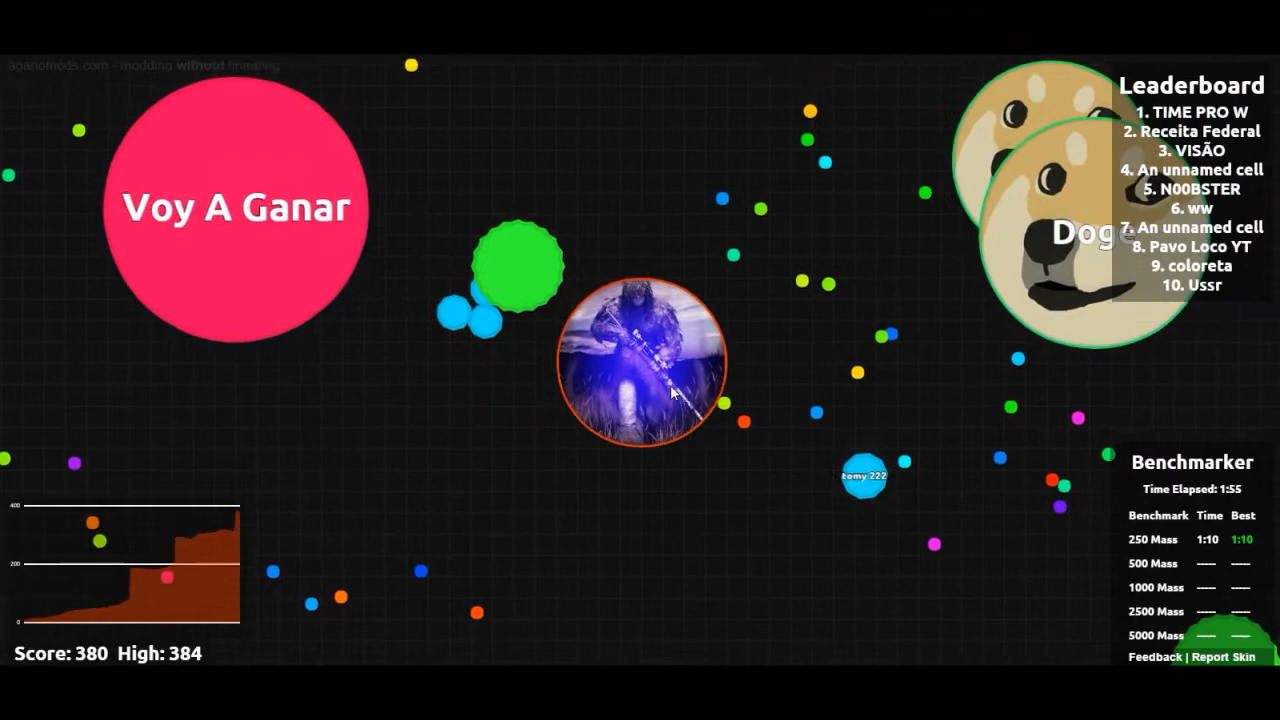 agariomods.com - modding without finealley
Voy A Ganar
Doge
tomy 222
Leaderboard
1. TIME PRO W
2. Receita Federal
3. VISÃO
4. An unnamed cell
5. N00BSTER
6. ww
7. An unnamed cell
8. Pavo Loco YT
9. coloreta
10. Ussr
Benchmarker
Time Elapsed: 1:55
Benchmark Time Best
250 Mass 1:10 1:10
500 Mass ----- -----
1000 Mass ----- -----
2500 Mass ----- -----
5000 Mass ----- -----
Feedback | Report Skin
400
200
0
Score: 380 High: 384